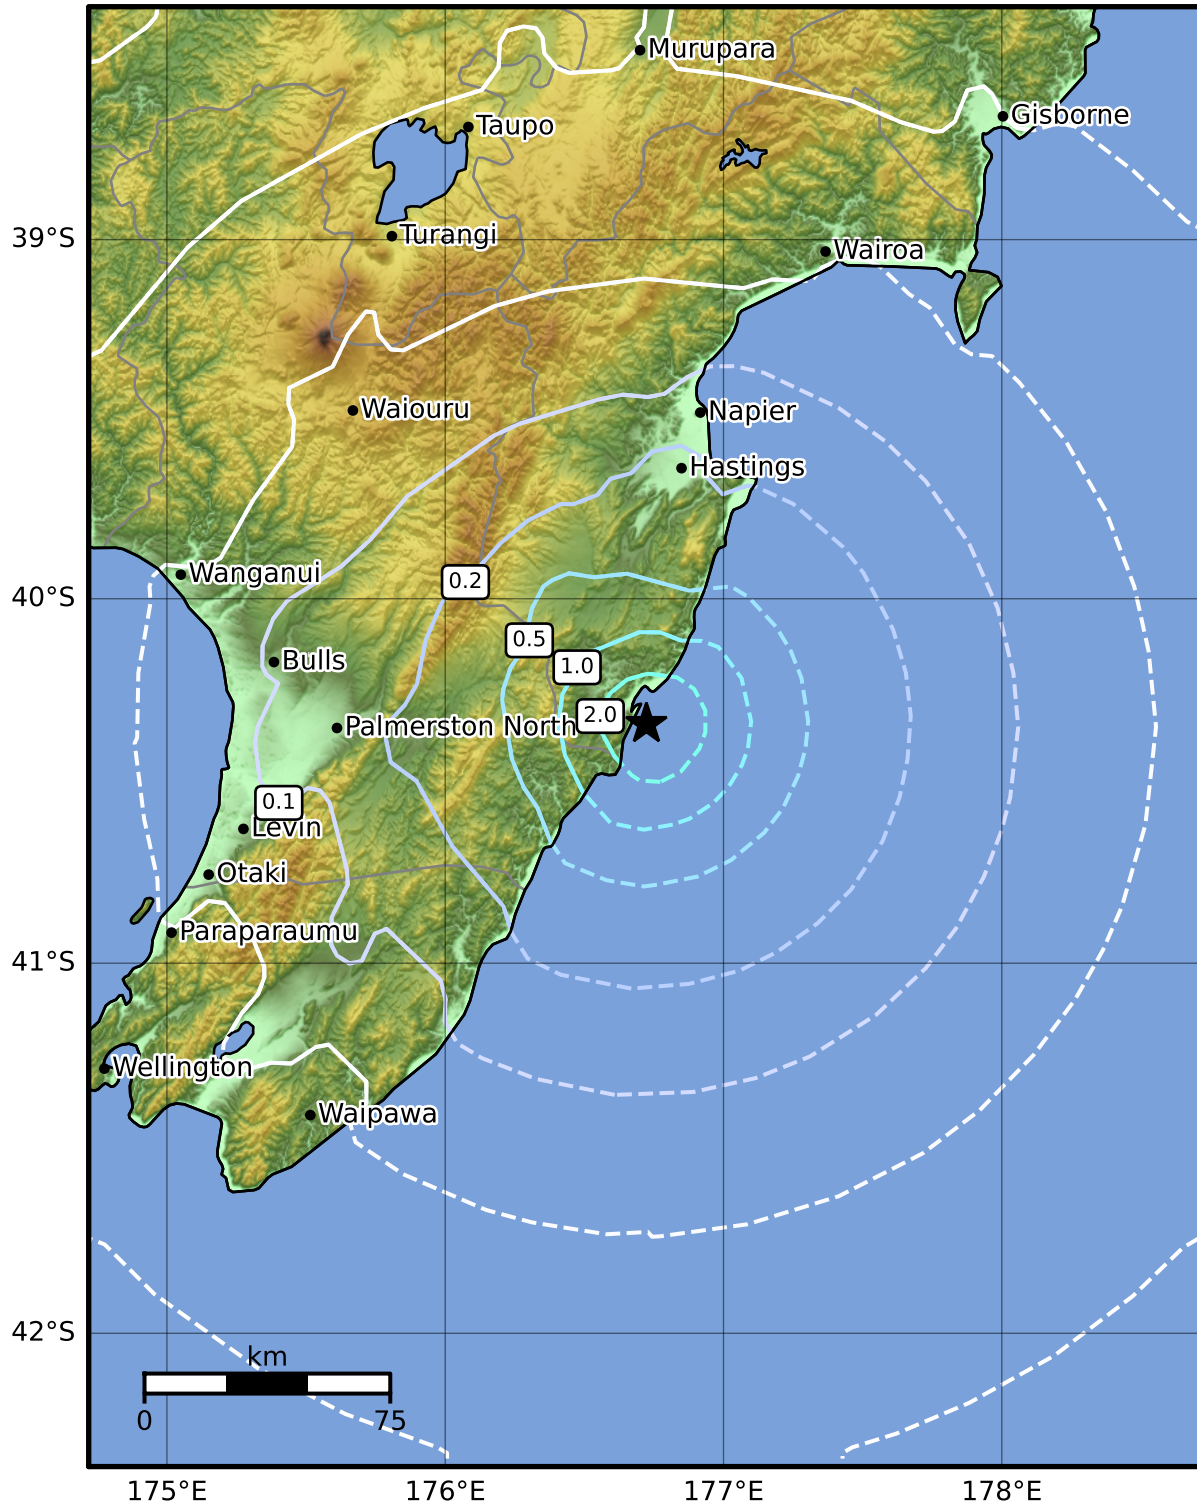 Murupara
Gisborne
Taupo
Turangi
39°S
Wairoa
Waiouru
Napier
Hastings
Wanganui
0.2
40°S
0.5
Bulls
1.0
2.0
Palmerston North
0.1
Levin
Otaki
Paraparaumu
41°S
Wellington
Waipawa
42°S
km
0
75
175°E
176°E
177°E
178°E